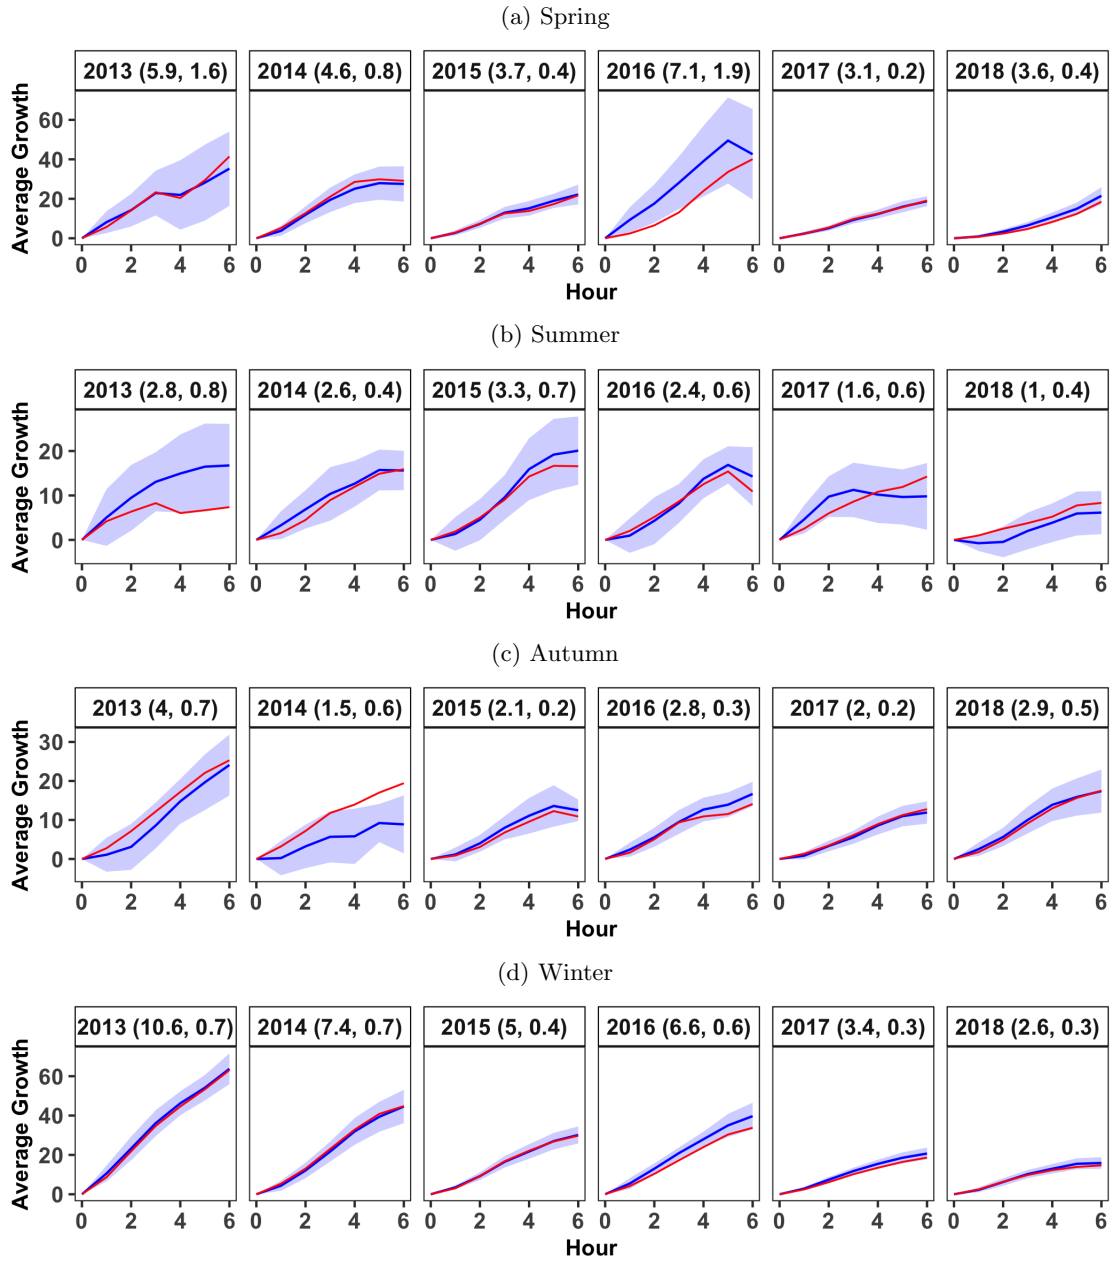 (a) Spring
2013 (5.9, 1.6) 2014 (4.6, 0.8) 2015 (3.7, 0.4) 2016 (7.1, 1.9) 2017 (3.1, 0.2) 2018 (3.6, 0.4)
Average Growth
60
40
20
0
0 2 4 6 0 2 4 6 0 2 4 6 0 2 4 6 0 2 4 6 0 2 4 6
Hour
(b) Summer
2013 (2.8, 0.8) 2014 (2.6, 0.4) 2015 (3.3, 0.7) 2016 (2.4, 0.6) 2017 (1.6, 0.6) 2018 (1, 0.4)
Average Growth
20
10
0
0 2 4 6 0 2 4 6 0 2 4 6 0 2 4 6 0 2 4 6 0 2 4 6
Hour
(c) Autumn
2013 (4, 0.7) 2014 (1.5, 0.6) 2015 (2.1, 0.2) 2016 (2.8, 0.3) 2017 (2, 0.2) 2018 (2.9, 0.5)
Average Growth
30
20
10
0
0 2 4 6 0 2 4 6 0 2 4 6 0 2 4 6 0 2 4 6 0 2 4 6
Hour
(d) Winter
2013 (10.6, 0.7) 2014 (7.4, 0.7) 2015 (5, 0.4) 2016 (6.6, 0.6) 2017 (3.4, 0.3) 2018 (2.6, 0.3)
Average Growth
60
40
20
0
0 2 4 6 0 2 4 6 0 2 4 6 0 2 4 6 0 2 4 6 0 2 4 6
Hour